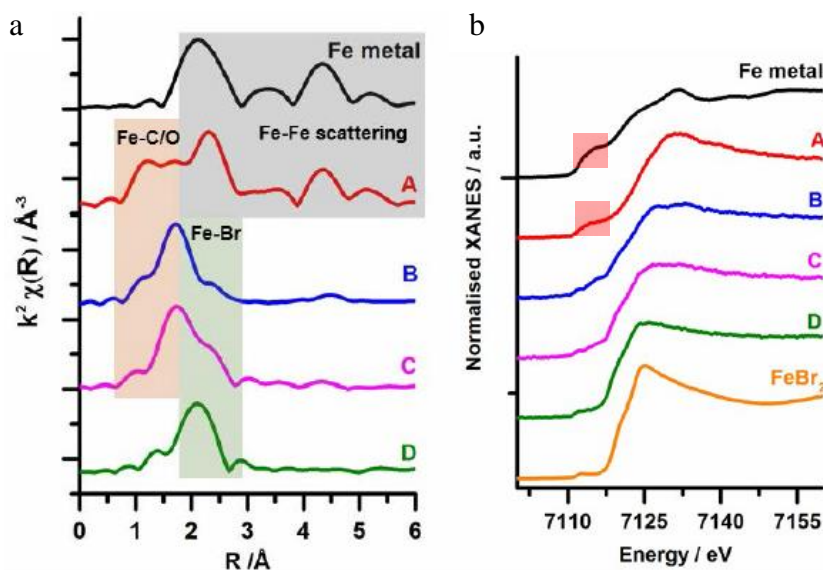 a
Fe metal
Fe-C/O
Fe-Fe scattering
A
Fe-Br
B
C
D
k² χ(R) / Å⁻³
0 1 2 3 4 5 6
R /Å
b
Fe metal
A
B
C
D
FeBr₂
Normalised XANES / a.u.
7110 7125 7140 7155
Energy / eV